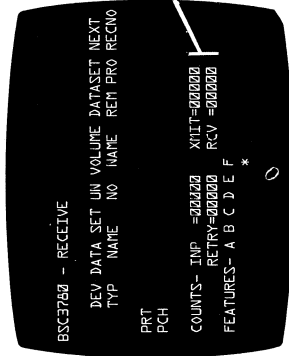 BSC3780 - RECEIVE
DEV DATA SET UN VOLUME DATASET NEXT
TYP NAME NO NAME REM PRO RECNO
PRT
PCH
COUNTS- INP =00000 XMIT=00000
RETRY=00000 RCV =00000
FEATURES- A B C D E F
*